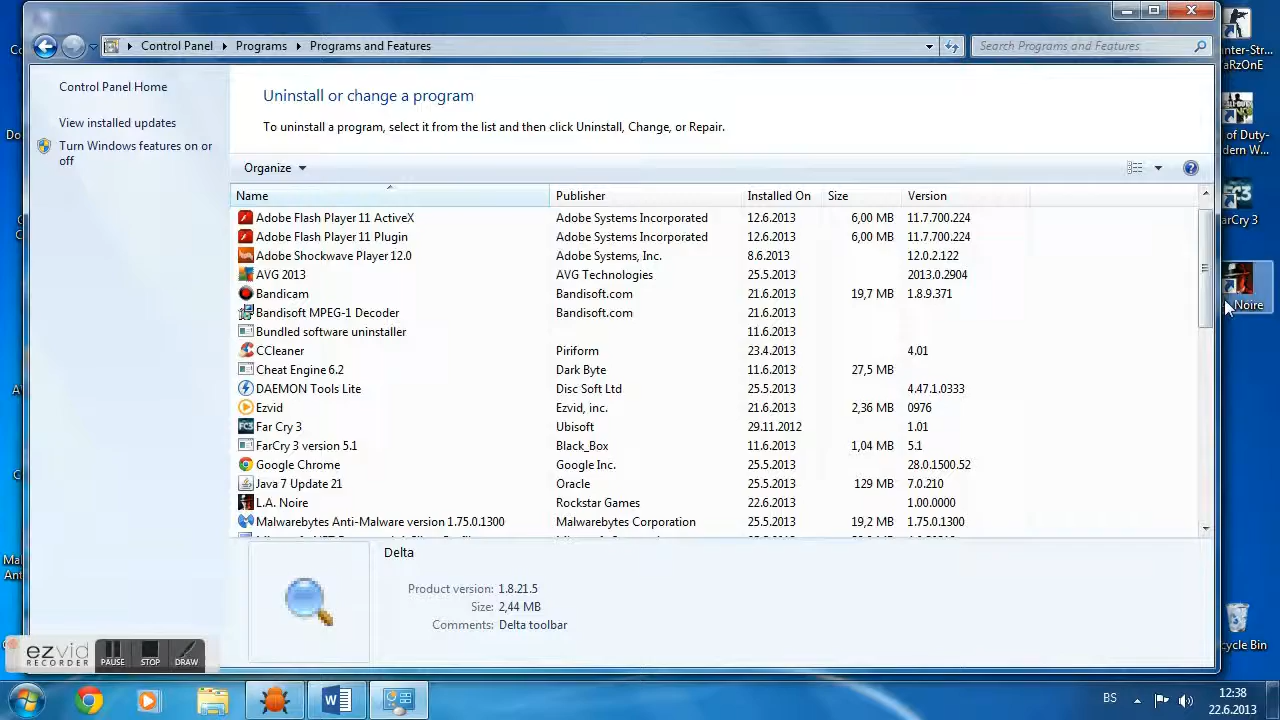 Control Panel Programs Programs and Features
Search Programs and Features
Control Panel Home
View installed updates
Turn Windows features on or
off
Uninstall or change a program
To uninstall a program, select it from the list and then click Uninstall, Change, or Repair.
Organize
Name Publisher Installed On Size Version
Adobe Flash Player 11 ActiveX Adobe Systems Incorporated 12.6.2013 6,00 MB 11.7.700.224
Adobe Flash Player 11 Plugin Adobe Systems Incorporated 12.6.2013 6,00 MB 11.7.700.224
Adobe Shockwave Player 12.0 Adobe Systems, Inc. 8.6.2013 12.0.2.122
AVG 2013 AVG Technologies 25.5.2013 2013.0.2904
Bandicam Bandisoft.com 21.6.2013 19,7 MB 1.8.9.371
Bandisoft MPEG-1 Decoder Bandisoft.com 21.6.2013
Bundled software uninstaller 11.6.2013
CCleaner Piriform 23.4.2013 4.01
Cheat Engine 6.2 Dark Byte 11.6.2013 27,5 MB
DAEMON Tools Lite Disc Soft Ltd 25.5.2013 4.47.1.0333
Ezvid Ezvid, inc. 21.6.2013 2,36 MB 0976
Far Cry 3 Ubisoft 29.11.2012 1.01
FarCry 3 version 5.1 Black_Box 11.6.2013 1,04 MB 5.1
Google Chrome Google Inc. 25.5.2013 28.0.1500.52
Java 7 Update 21 Oracle 25.5.2013 129 MB 7.0.210
L.A. Noire Rockstar Games 22.6.2013 1.00.0000
Malwarebytes Anti-Malware version 1.75.0.1300 Malwarebytes Corporation 25.5.2013 19,2 MB 1.75.0.1300
Delta
Product version: 1.8.21.5
Size: 2,44 MB
Comments: Delta toolbar
nter-Str...
aRzOnE
of Duty-
dern W...
arCry 3
Noire
cycle Bin
ezvid
RECORDER
PAUSE STOP DRAW
BS
12:38
22.6.2013